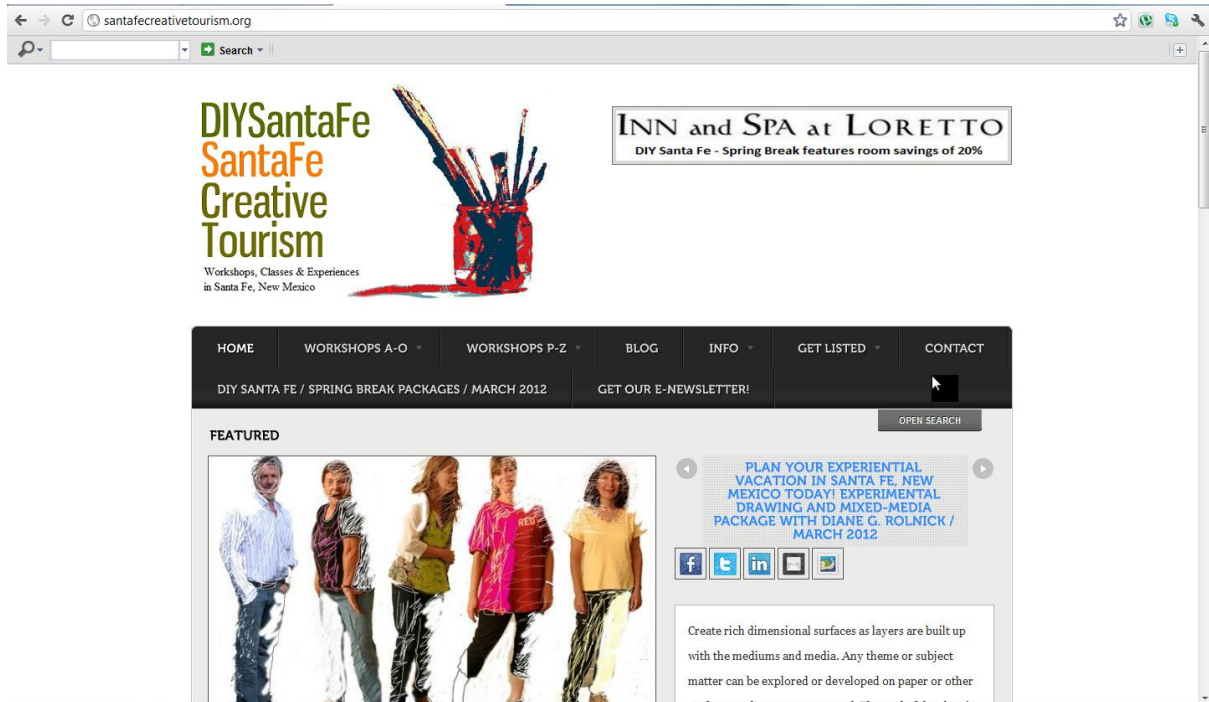 santafecreativetourism.org
Search
DIYSantaFe
SantaFe
Creative
Tourism
Workshops, Classes & Experiences
in Santa Fe, New Mexico
INN and SPA at LORETTO
DIY Santa Fe - Spring Break features room savings of 20%
HOME WORKSHOPS A-O WORKSHOPS P-Z BLOG INFO GET LISTED CONTACT
DIY SANTA FE / SPRING BREAK PACKAGES / MARCH 2012 GET OUR E-NEWSLETTER!
OPEN SEARCH
FEATURED
RED
PLAN YOUR EXPERIENTIAL
VACATION IN SANTA FE, NEW
MEXICO TODAY! EXPERIMENTAL
DRAWING AND MIXED-MEDIA
PACKAGE WITH DIANE G. ROLNICK /
MARCH 2012
Create rich dimensional surfaces as layers are built up
with the mediums and media. Any theme or subject
matter can be explored or developed on paper or other